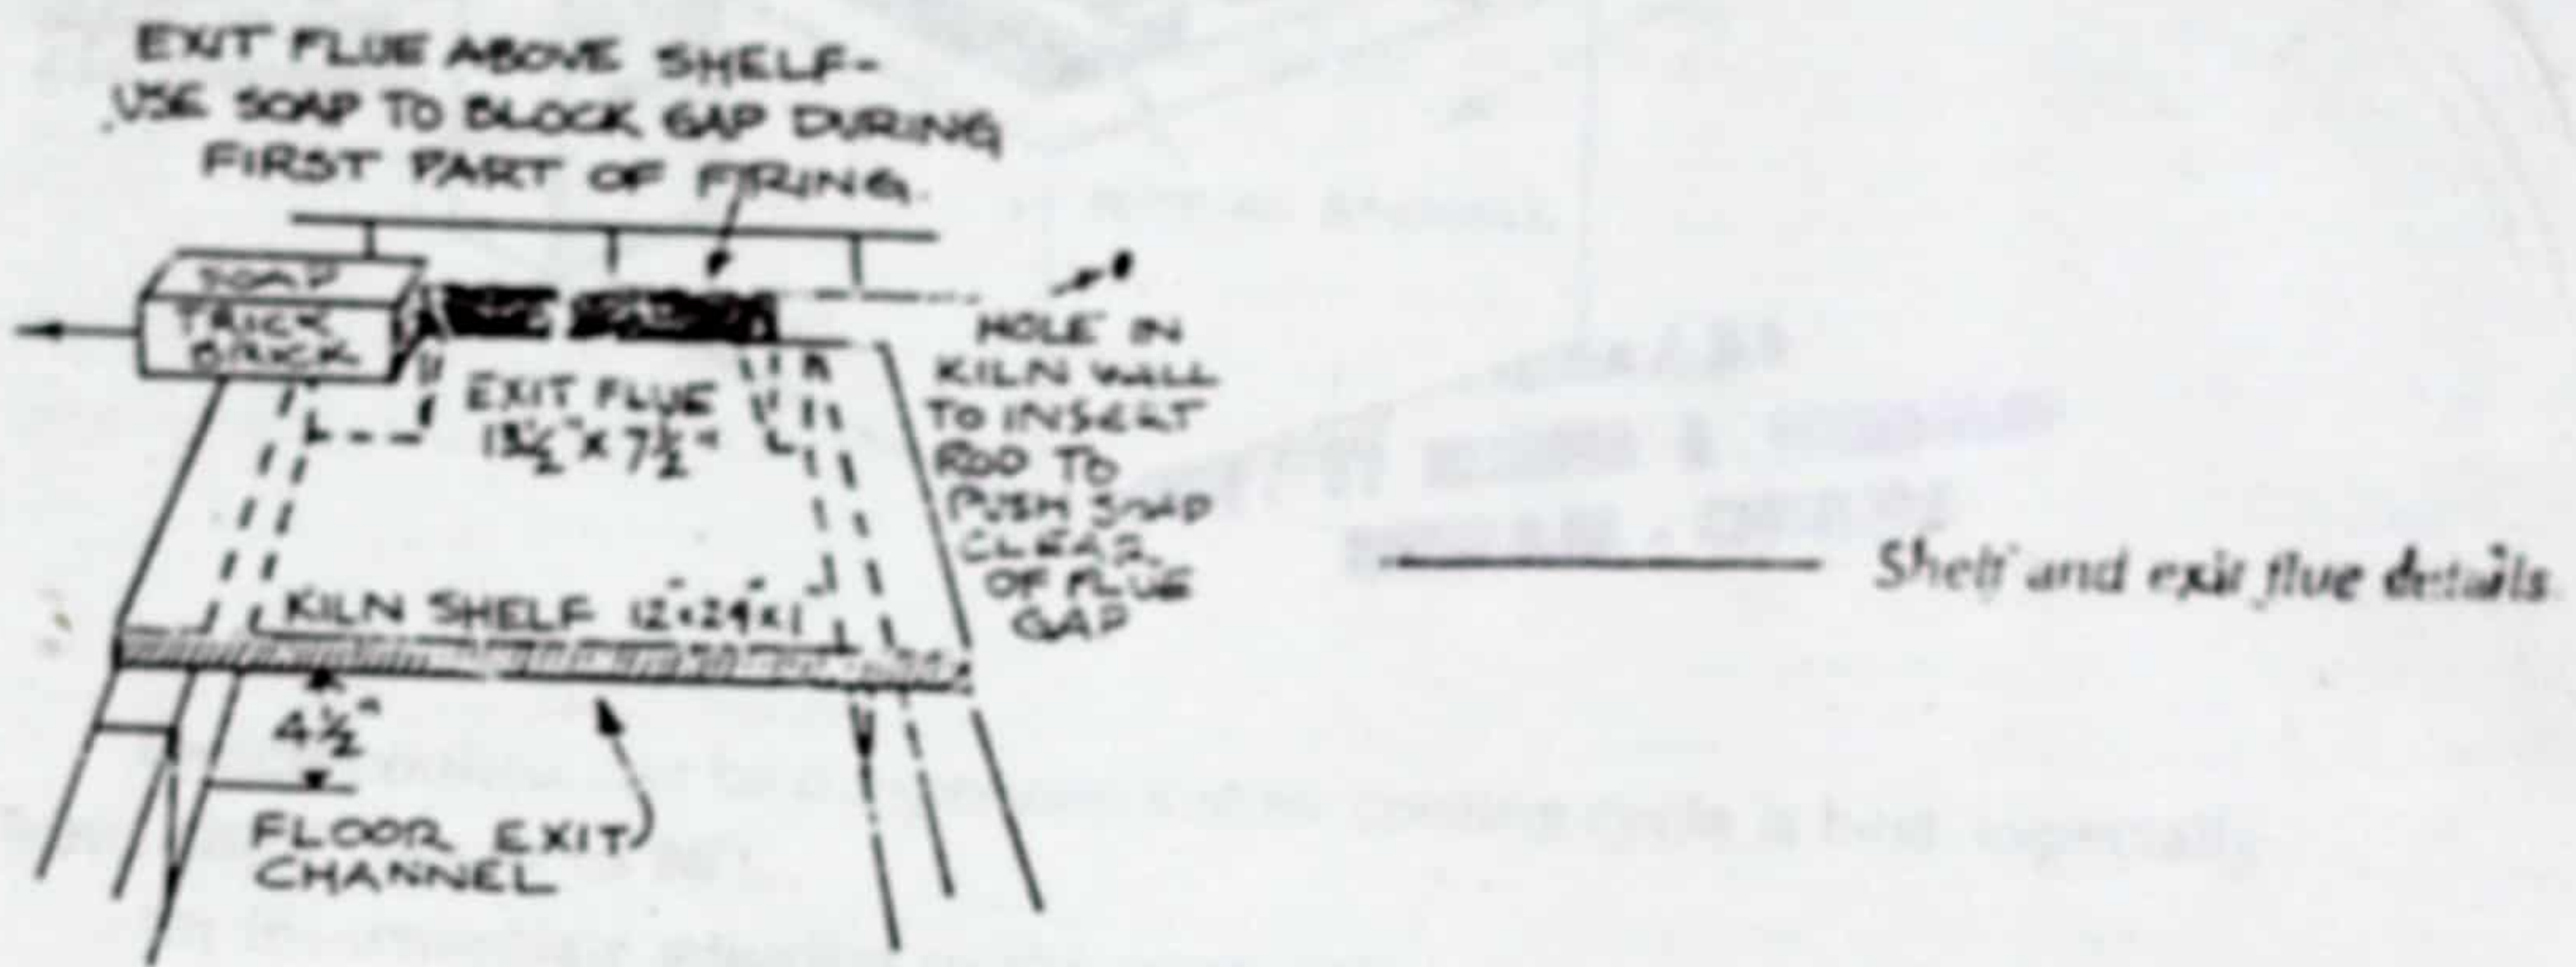 EXIT FLUE ABOVE SHELF-
USE SOAP TO BLOCK GAP DURING
FIRST PART OF FIRING.
SOAP
TRICK
BRICK
EXIT FLUE
13½" x 7½"
HOLE IN
KILN WALL
TO INSERT
ROD TO
PUSH SOAP
CLEAR
OF FLUE
GAP
KILN SHELF 12"x24"x1"
4½"
FLOOR EXIT
CHANNEL
Shelf and exit flue details